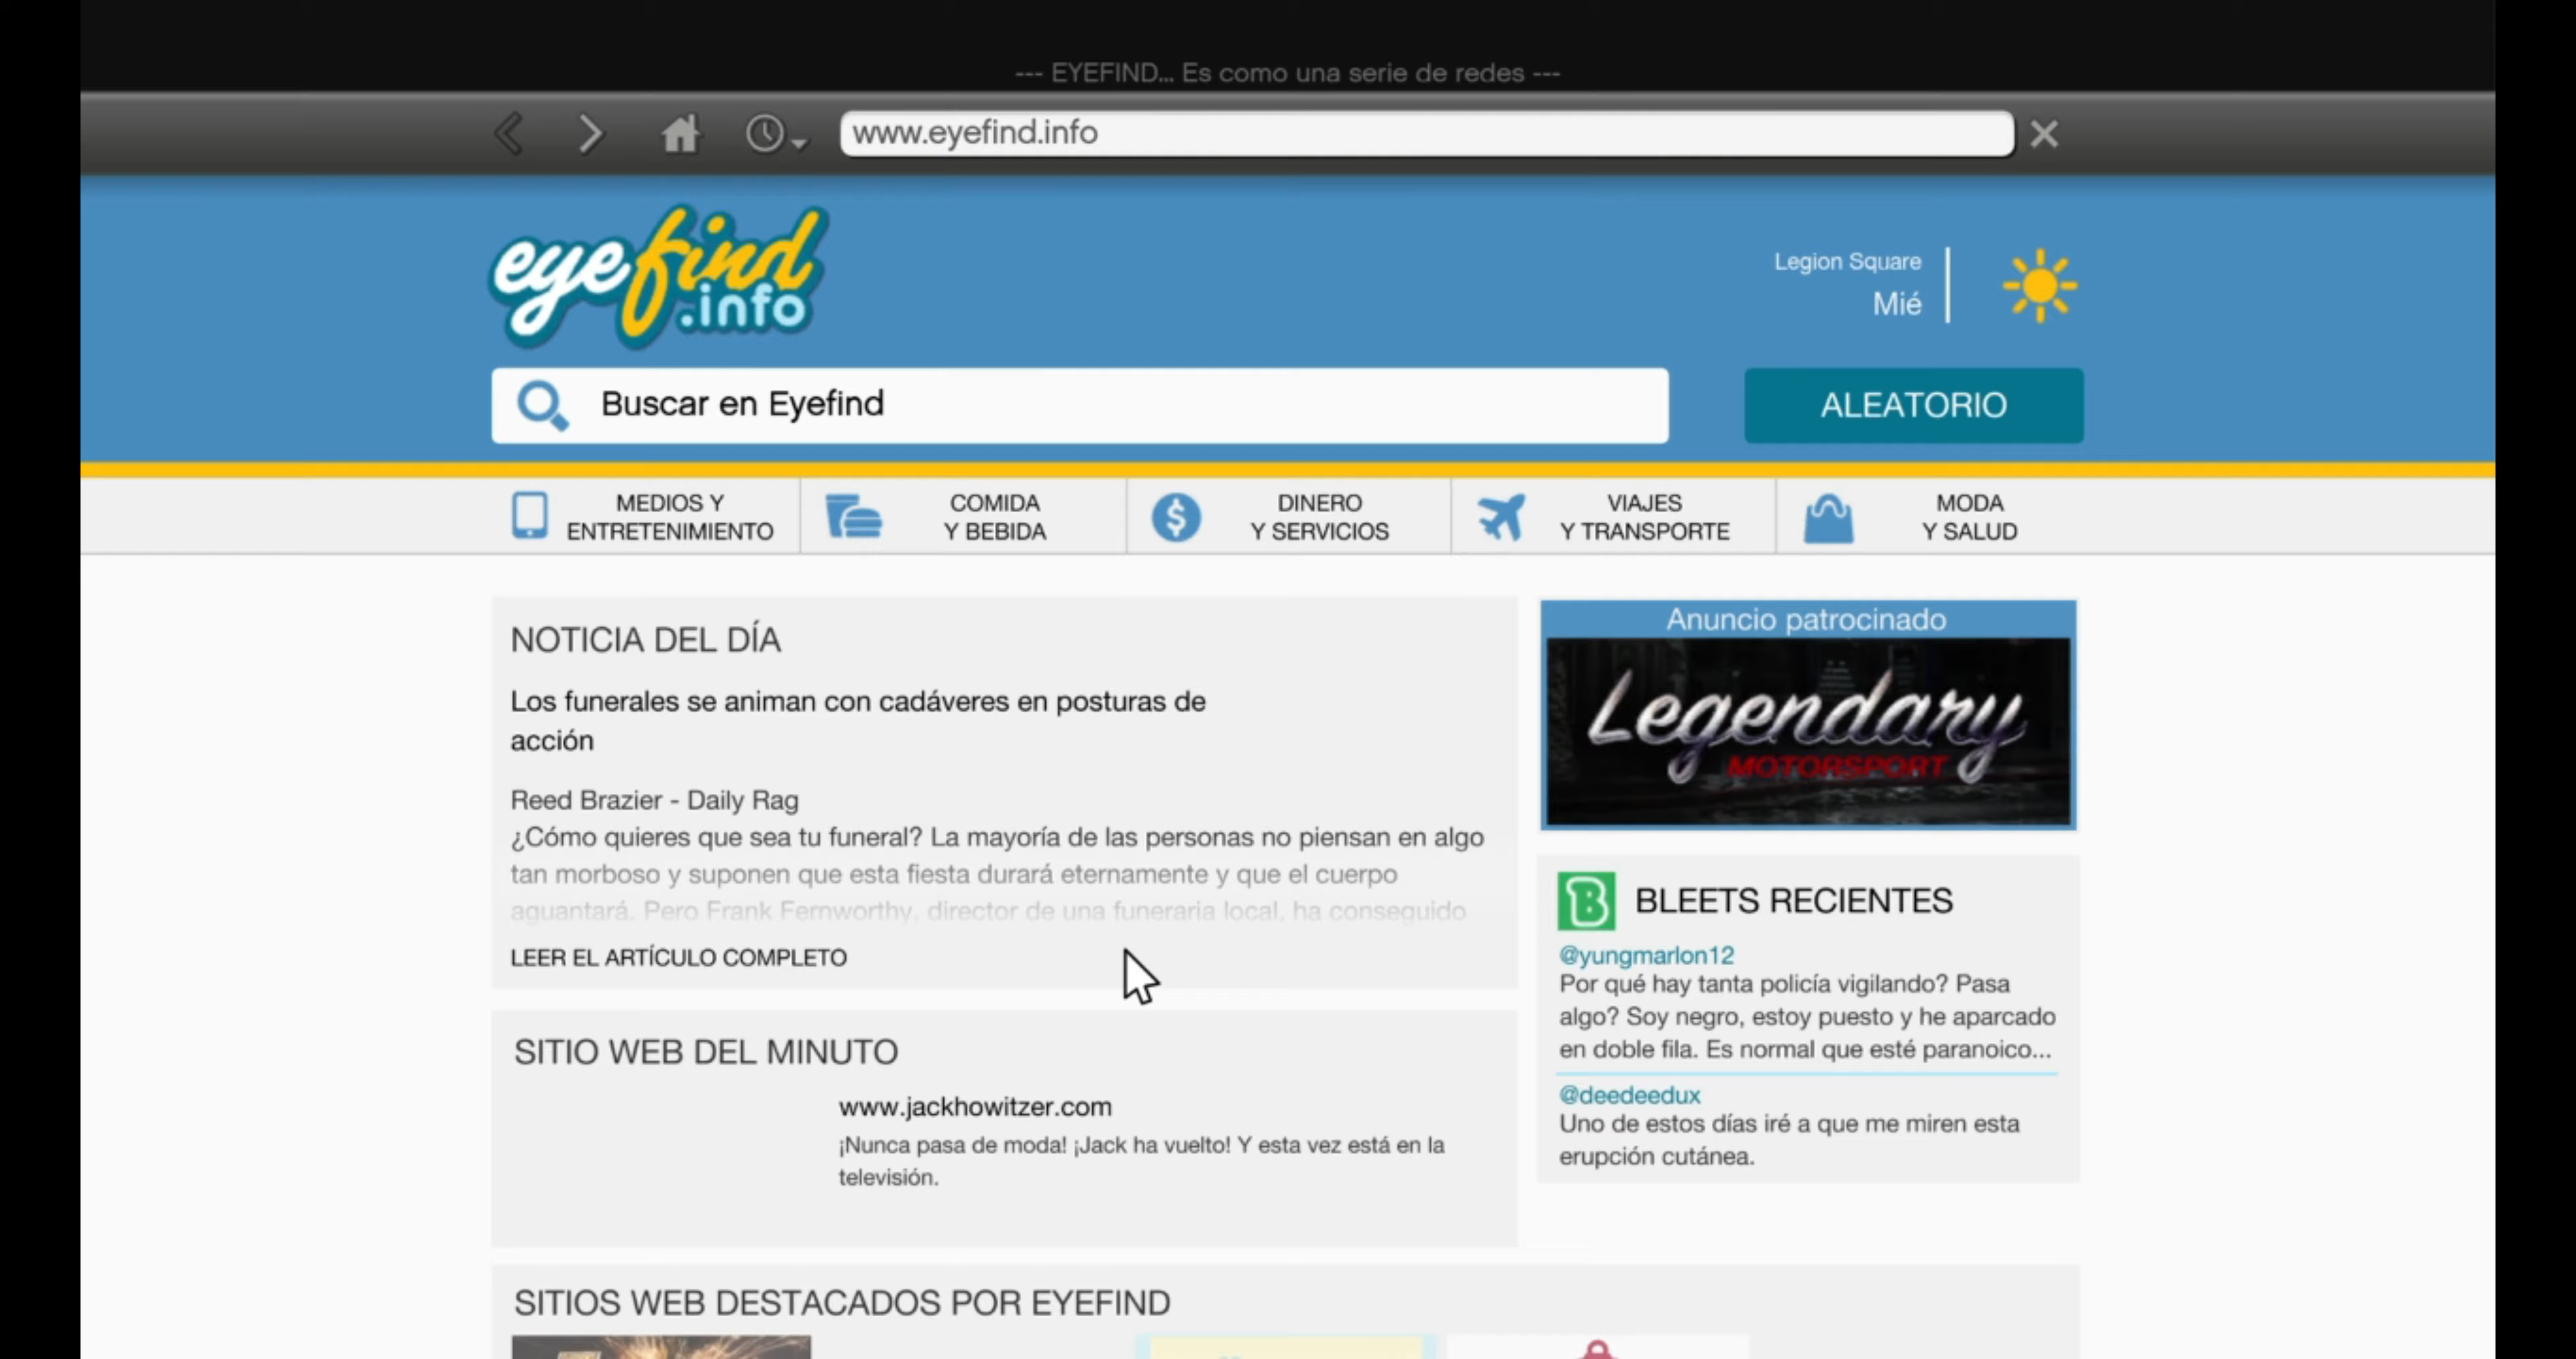 --- EYEFIND... Es como una serie de redes ---
www.eyefind.info
eyefind
.info
Legion Square
Mié
Buscar en Eyefind
ALEATORIO
MEDIOS Y
ENTRETENIMIENTO
COMIDA
Y BEBIDA
DINERO
Y SERVICIOS
VIAJES
Y TRANSPORTE
MODA
Y SALUD
NOTICIA DEL DÍA
Los funerales se animan con cadáveres en posturas de
acción
Reed Brazier - Daily Rag
¿Cómo quieres que sea tu funeral? La mayoría de las personas no piensan en algo
tan morboso y suponen que esta fiesta durará eternamente y que el cuerpo
aguantará. Pero Frank Fernworthy, director de una funeraria local, ha conseguido
LEER EL ARTÍCULO COMPLETO
Anuncio patrocinado
Legendary
MOTORSPORT
B BLEETS RECIENTES
@yungmarlon12
Por qué hay tanta policía vigilando? Pasa
algo? Soy negro, estoy puesto y he aparcado
en doble fila. Es normal que esté paranoico...
@deedeedux
Uno de estos días iré a que me miren esta
erupción cutánea.
SITIO WEB DEL MINUTO
www.jackhowitzer.com
¡Nunca pasa de moda! ¡Jack ha vuelto! Y esta vez está en la
televisión.
SITIOS WEB DESTACADOS POR EYEFIND